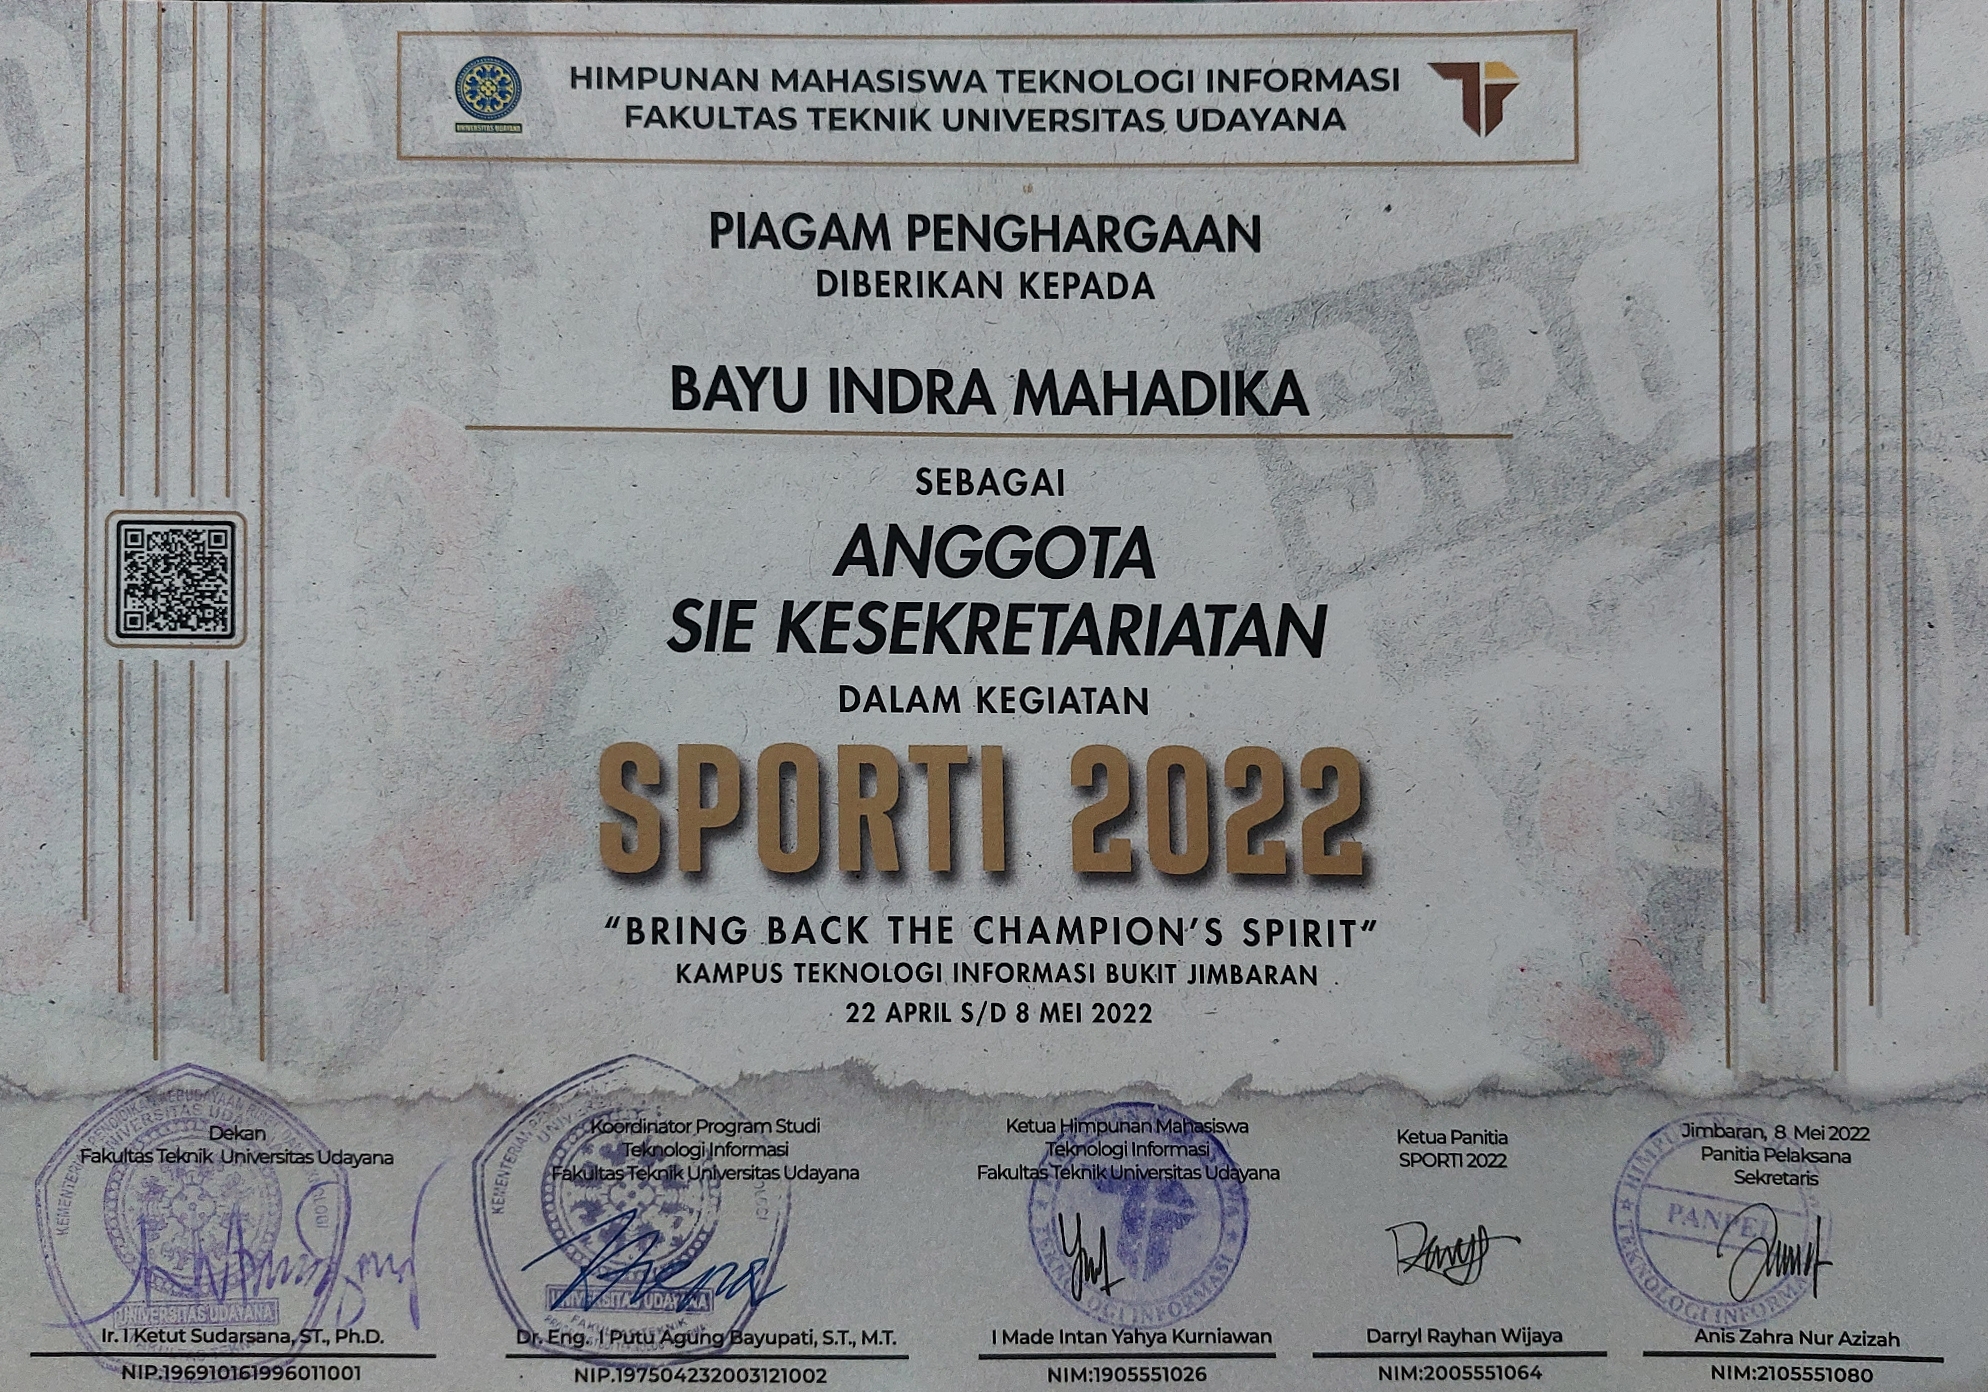 HIMPUNAN MAHASISWA TEKNOLOGI INFORMASI
FAKULTAS TEKNIK UNIVERSITAS UDAYANA
UNIVERSITAS UDAYANA
PIAGAM PENGHARGAAN
DIBERIKAN KEPADA
BAYU INDRA MAHADIKA
SEBAGAI
ANGGOTA
SIE KESEKRETARIATAN
DALAM KEGIATAN
SPORTI 2022
“BRING BACK THE CHAMPION’S SPIRIT”
KAMPUS TEKNOLOGI INFORMASI BUKIT JIMBARAN
22 APRIL S/D 8 MEI 2022
Dekan
Fakultas Teknik Universitas Udayana
UNIVERSITAS UDAYANA
Ir. I Ketut Sudarsana, ST., Ph.D.
NIP.196910161996011001
Koordinator Program Studi
Teknologi Informasi
Fakultas Teknik Universitas Udayana
UNIVERSITAS UDAYANA
Dr. Eng. I Putu Agung Bayupati, S.T., M.T.
NIP.197504232003121002
Ketua Himpunan Mahasiswa
Teknologi Informasi
Fakultas Teknik Universitas Udayana
I Made Intan Yahya Kurniawan
NIM:1905551026
Ketua Panitia
SPORTI 2022
Darryl Rayhan Wijaya
NIM:2005551064
Jimbaran, 8 Mei 2022
Panitia Pelaksana
Sekretaris
PANPEL
Anis Zahra Nur Azizah
NIM:2105551080